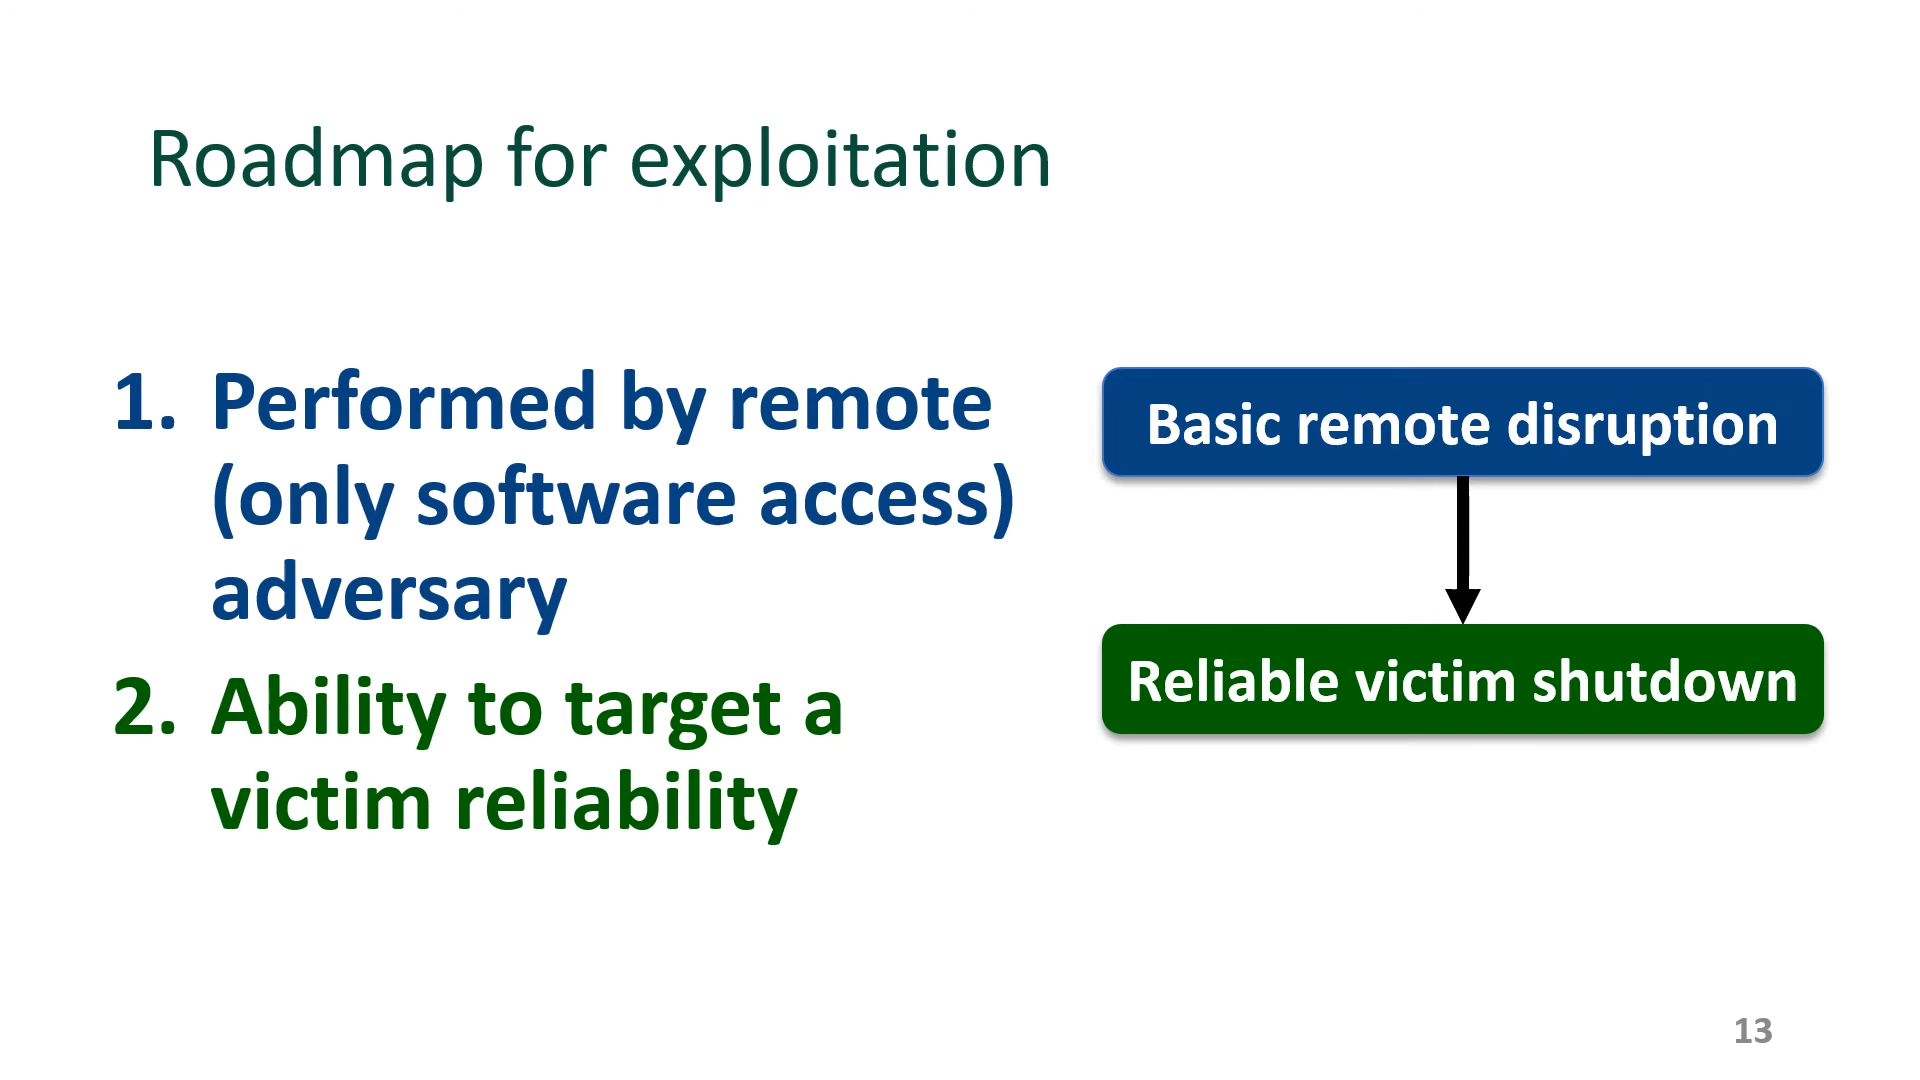 Roadmap for exploitation
1. Performed by remote
(only software access)
adversary
2. Ability to target a
victim reliability
Basic remote disruption
Reliable victim shutdown
13